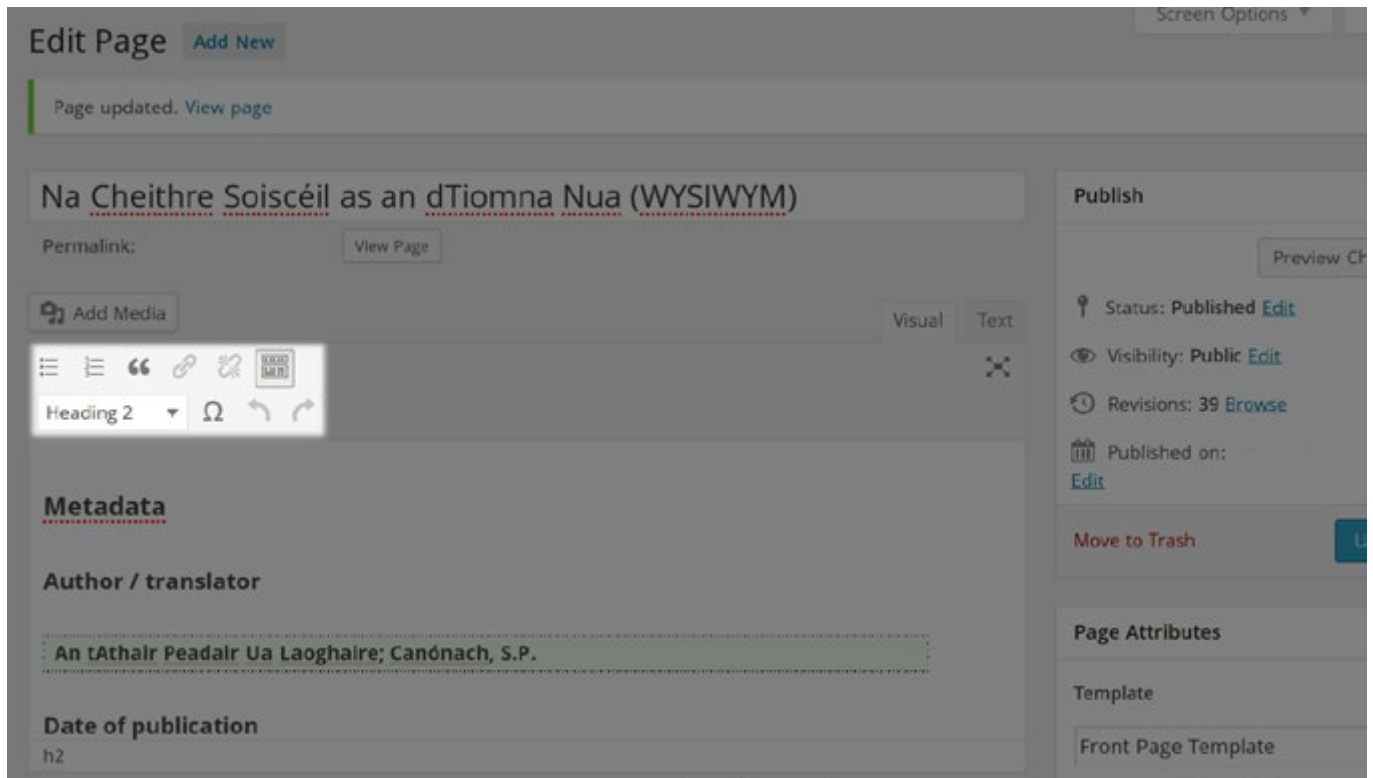 Screen Options
Edit Page Add New
Page updated. View page
Na Cheithre Soiscéil as an dTiomna Nua (WYSIWYM)
Permalink: View Page
Add Media
Visual Text
Heading 2 Ω
Metadata
Author / translator
An tAthair Peadair Ua Laoghaire; Canónach, S.P.
Date of publication
h2
Publish
Preview Ch
Status: Published Edit
Visibility: Public Edit
Revisions: 39 Browse
Published on:
Edit
Move to Trash
Page Attributes
Template
Front Page Template